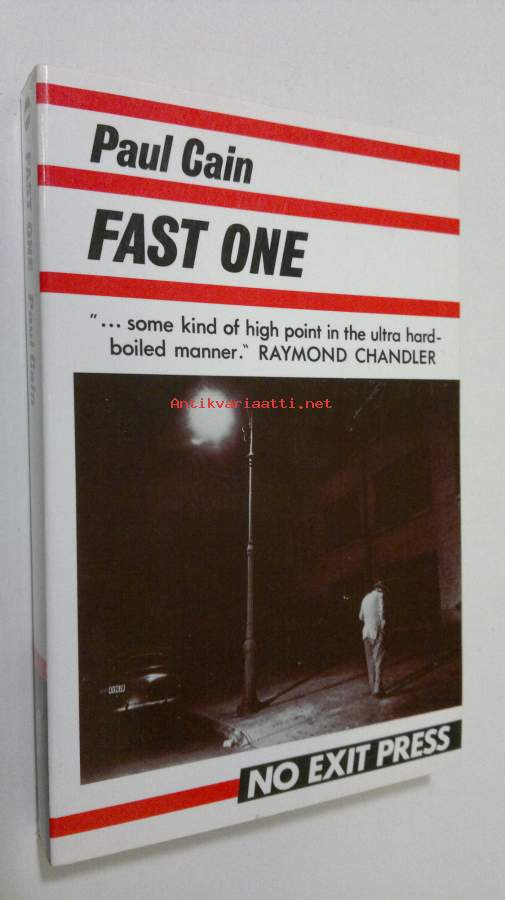 Paul Cain
FAST ONE
"... some kind of high point in the ultra hard-
boiled manner." RAYMOND CHANDLER
Antikvariaatti.net
NO EXIT PRESS
FAST ONE Paul Cain